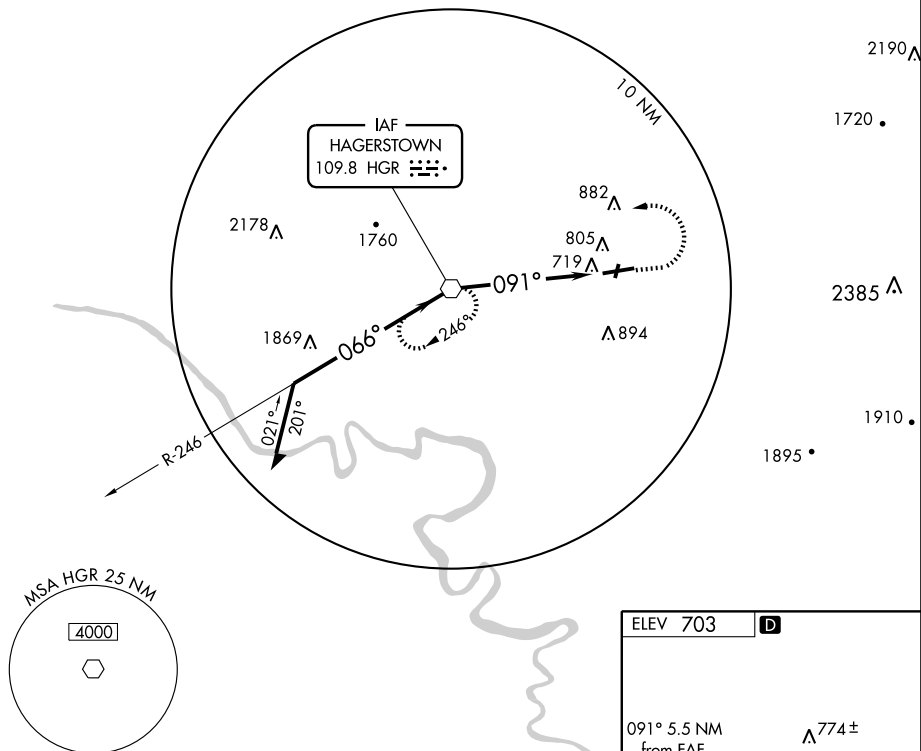 2190
10 NM
1720
IAF
HAGERSTOWN
109.8 HGR
882
2178
1760
805
719
091°
2385
1869
066°
246°
894
021°
201°
R-246
1910
1895
MSA HGR 25 NM
4000
ELEV 703 D
091° 5.5 NM
774±
from FAF